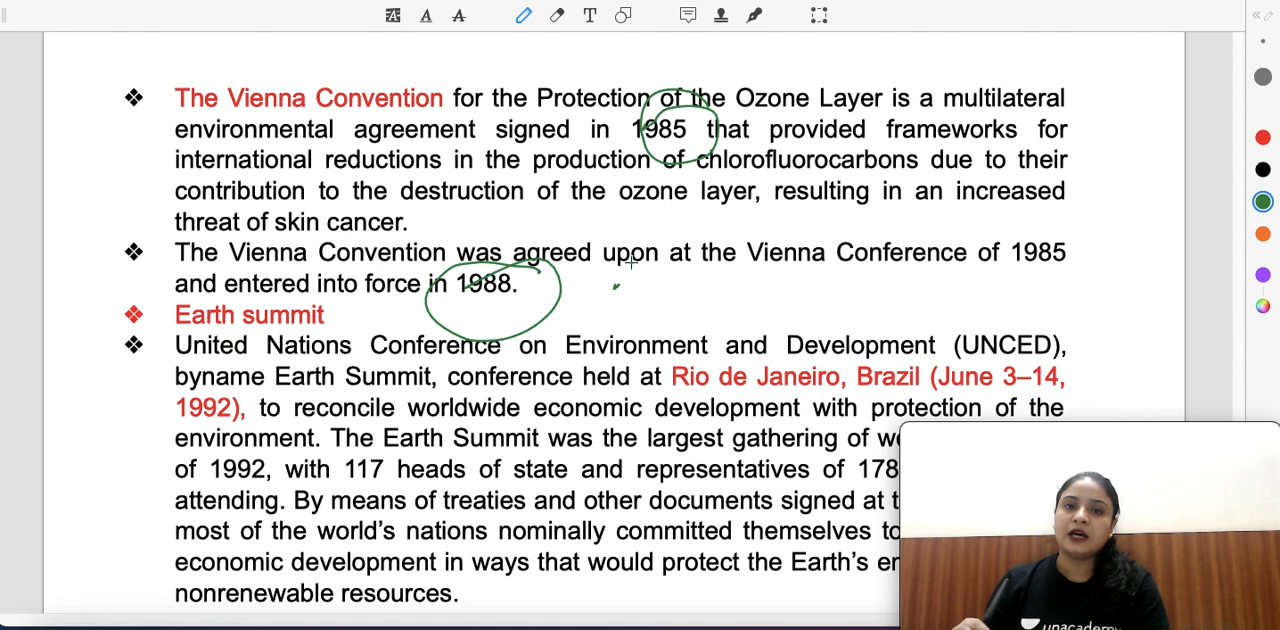 The Vienna Convention for the Protection of the Ozone Layer is a multilateral
environmental agreement signed in 1985 that provided frameworks for
international reductions in the production of chlorofluorocarbons due to their
contribution to the destruction of the ozone layer, resulting in an increased
threat of skin cancer.
The Vienna Convention was agreed upon at the Vienna Conference of 1985
and entered into force in 1988.
Earth summit
United Nations Conference on Environment and Development (UNCED),
byname Earth Summit, conference held at Rio de Janeiro, Brazil (June 3–14,
1992), to reconcile worldwide economic development with protection of the
environment. The Earth Summit was the largest gathering of
of 1992, with 117 heads of state and representatives of 178
attending. By means of treaties and other documents signed at
most of the world's nations nominally committed themselves to
economic development in ways that would protect the Earth's
nonrenewable resources.
unacademy